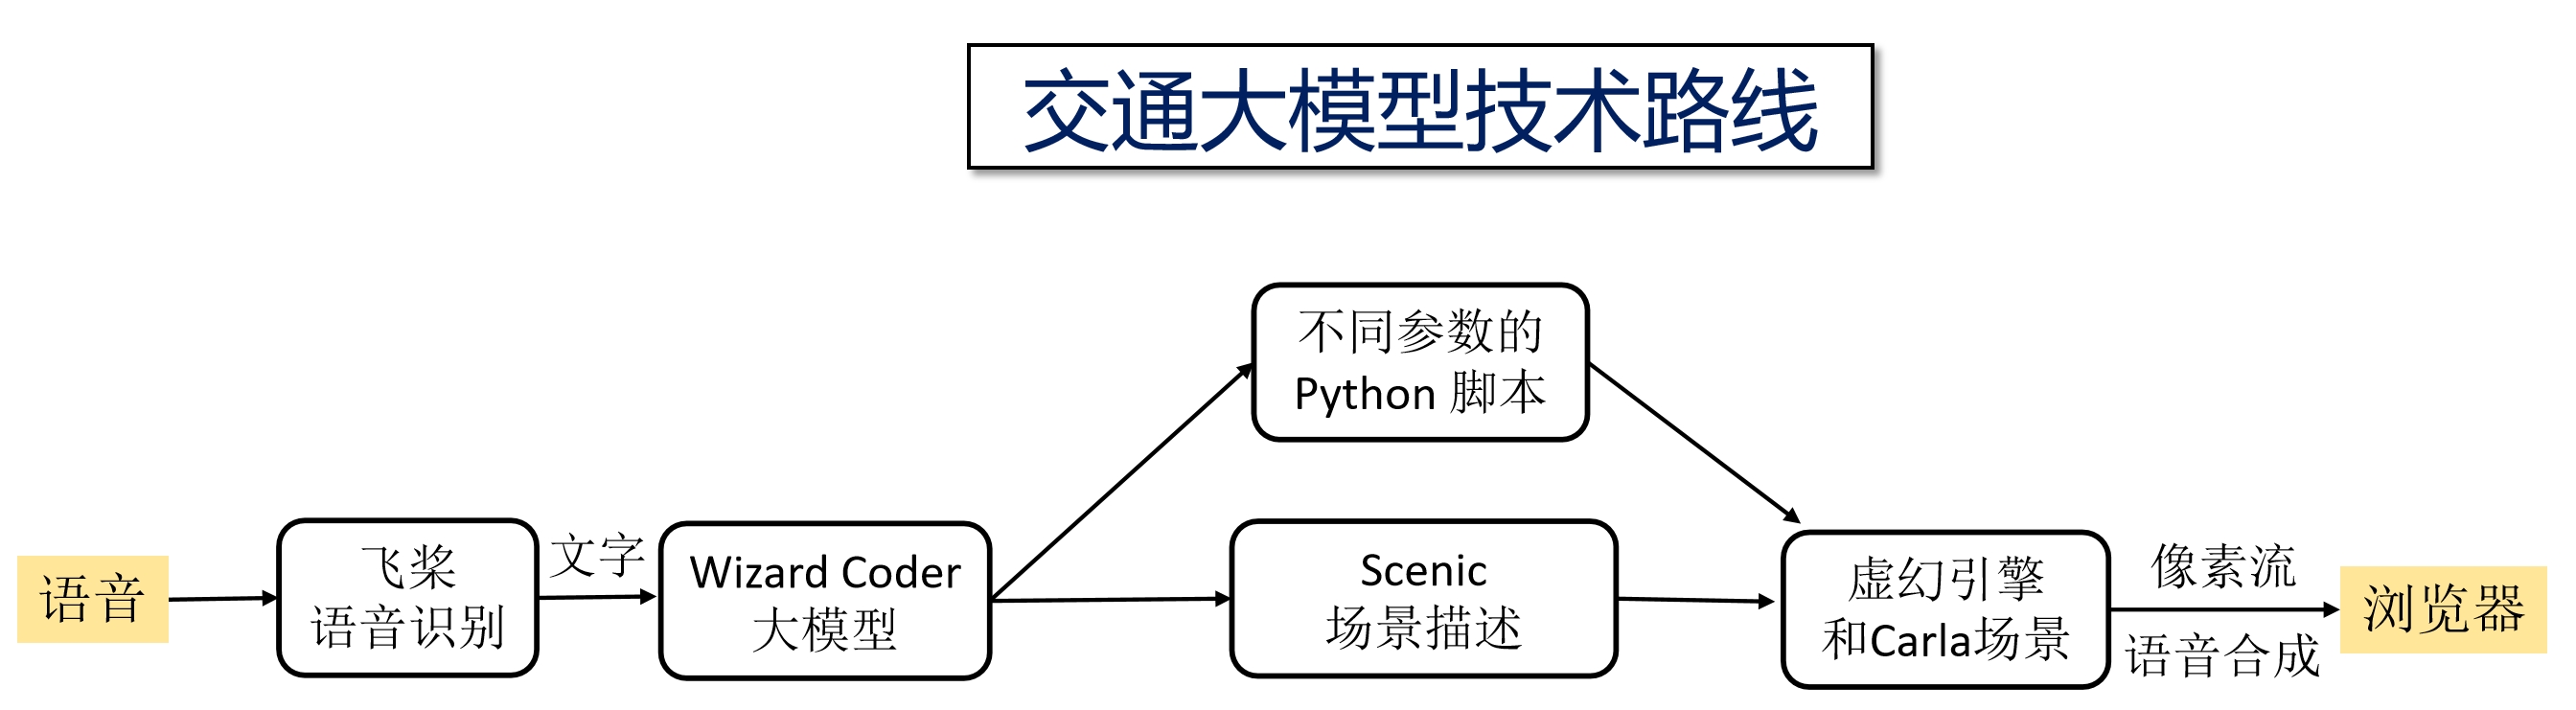 交通大模型技术路线
不同参数的
Python 脚本
语音
飞桨
语音识别
文字
Wizard Coder
大模型
Scenic
场景描述
虚幻引擎
和Carla场景
像素流
语音合成
浏览器